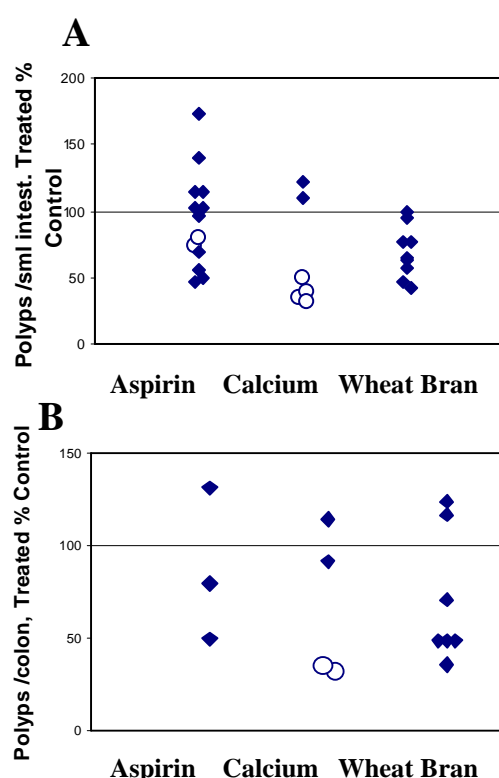 A
Polyps /sml intest. Treated %
Control
200
150
100
50
0
Aspirin Calcium Wheat Bran
B
Polyps /colon, Treated % Control
150
100
50
0
Aspirin Calcium Wheat Bran